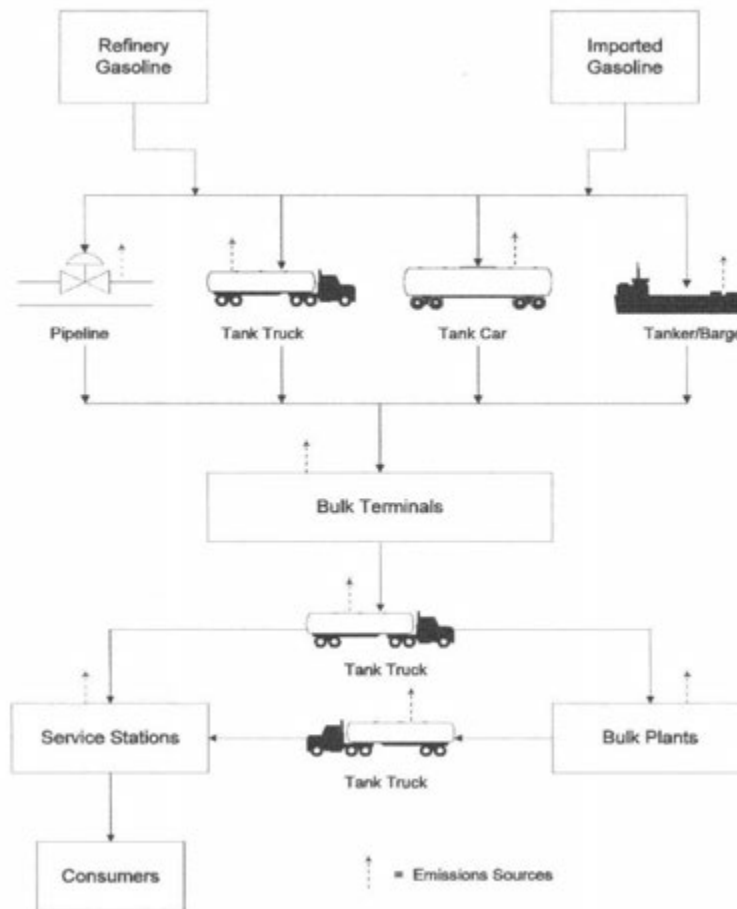 Refinery
Gasoline
Imported
Gasoline
Pipeline
Tank Truck
Tank Car
Tanker/Barge
Bulk Terminals
Tank Truck
Service Stations
Bulk Plants
Tank Truck
Consumers
= Emissions Sources